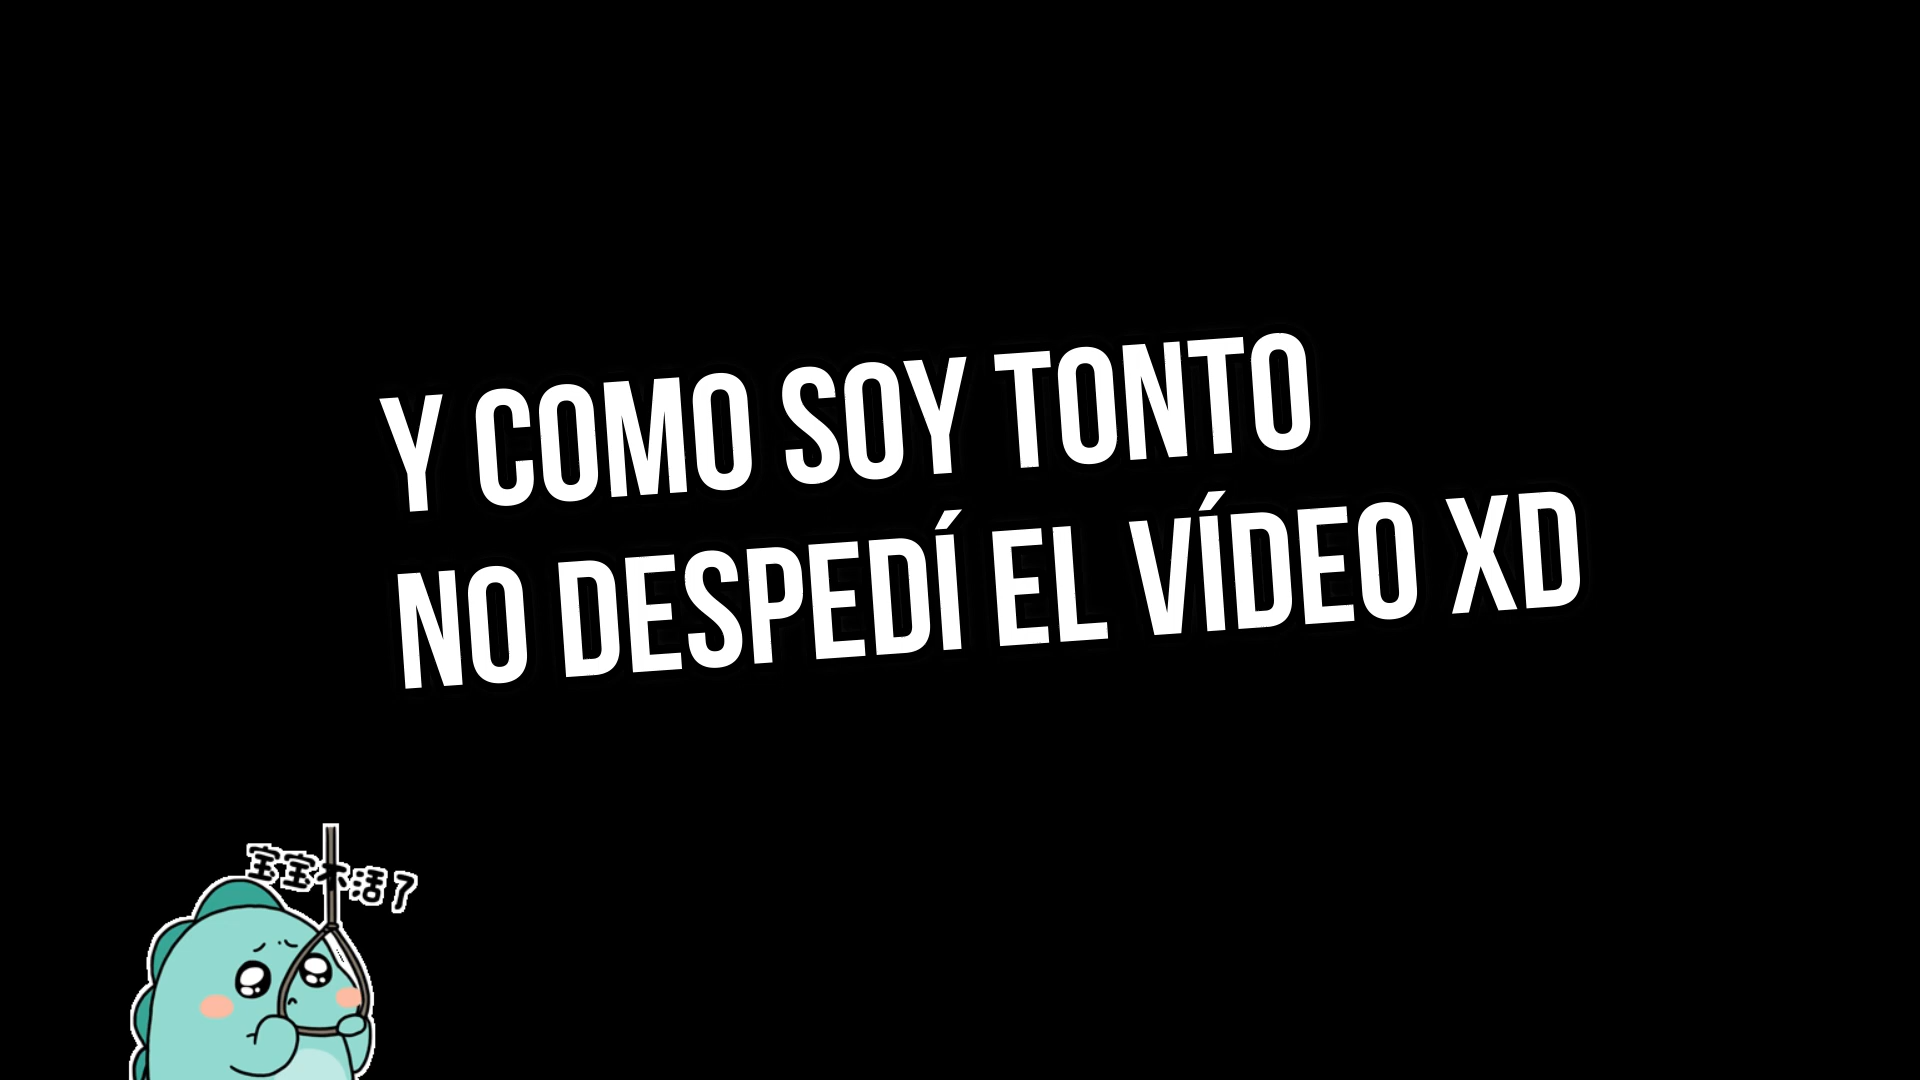 Y COMO SOY TONTO
NO DESPEDÍ EL VÍDEO XD
宝宝不活了